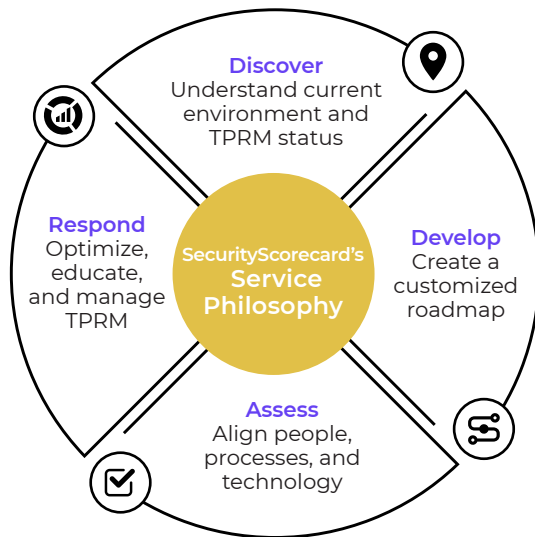 Discover
Understand current
environment and
TPRM status
Respond
Optimize,
educate,
and manage
TPRM
SecurityScorecard's
Service
Philosophy
Develop
Create a
customized
roadmap
Assess
Align people,
processes, and
technology